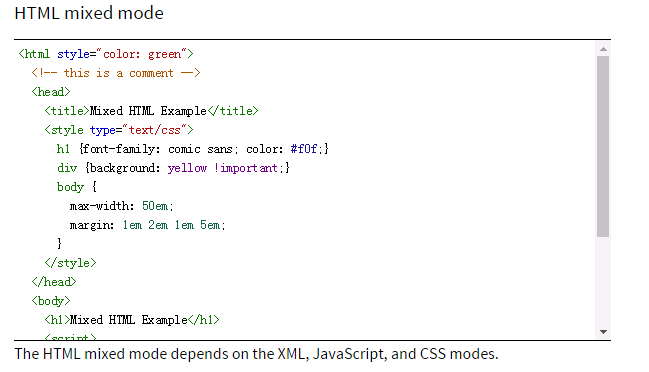 HTML mixed mode
<html style="color: green">
<!-- this is a comment -->
<head>
<title>Mixed HTML Example</title>
<style type="text/css">
h1 {font-family: comic sans; color: #f0f;}
div {background: yellow !important;}
body {
max-width: 50em;
margin: 1em 2em 1em 5em;
}
</style>
</head>
<body>
<h1>Mixed HTML Example</h1>
<script>
The HTML mixed mode depends on the XML, JavaScript, and CSS modes.